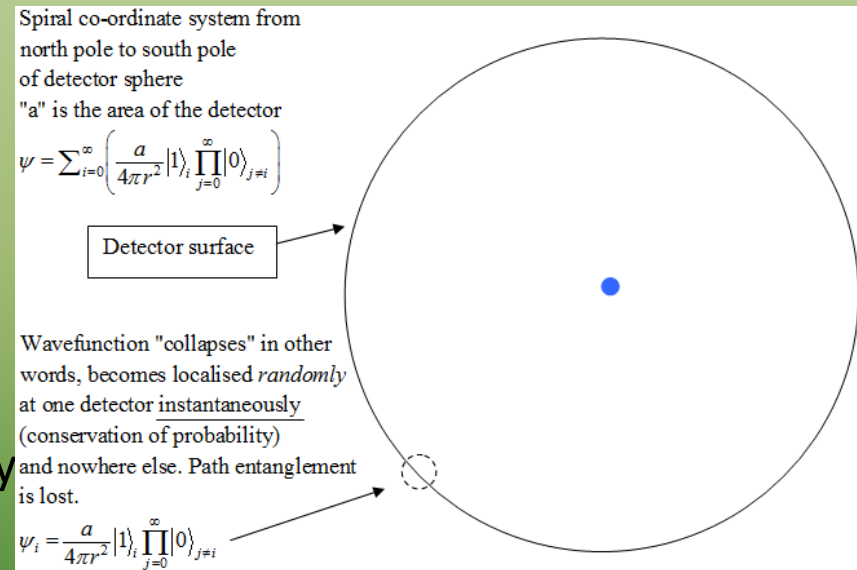 Spiral co-ordinate system from
north pole to south pole
of detector sphere
"a" is the area of the detector
ψ = ∑_{i=0}^{∞} ( a/(4πr²) |1⟩_i ∏_{j=0}^{∞} |0⟩_{j≠i} )
Detector surface
Wavefunction "collapses" in other
words, becomes localised randomly
at one detector instantaneously
(conservation of probability)
y
and nowhere else. Path entanglement
is lost.
ψ_i = a/(4πr²) |1⟩_i ∏_{j=0}^{∞} |0⟩_{j≠i}